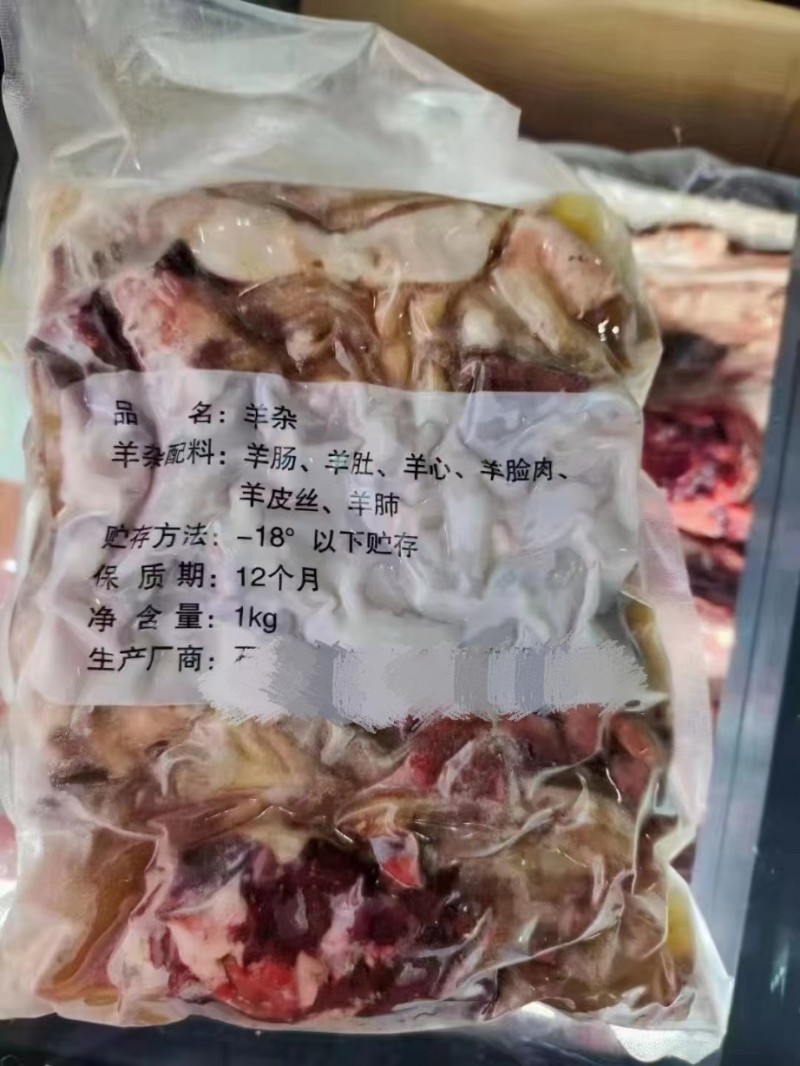 品 名：羊杂
羊杂配料：羊肠、羊肚、羊心、羊脸肉、
羊皮丝、羊肺
贮存方法：-18° 以下贮存
保 质 期：12个月
净 含 量：1kg
生产厂商：